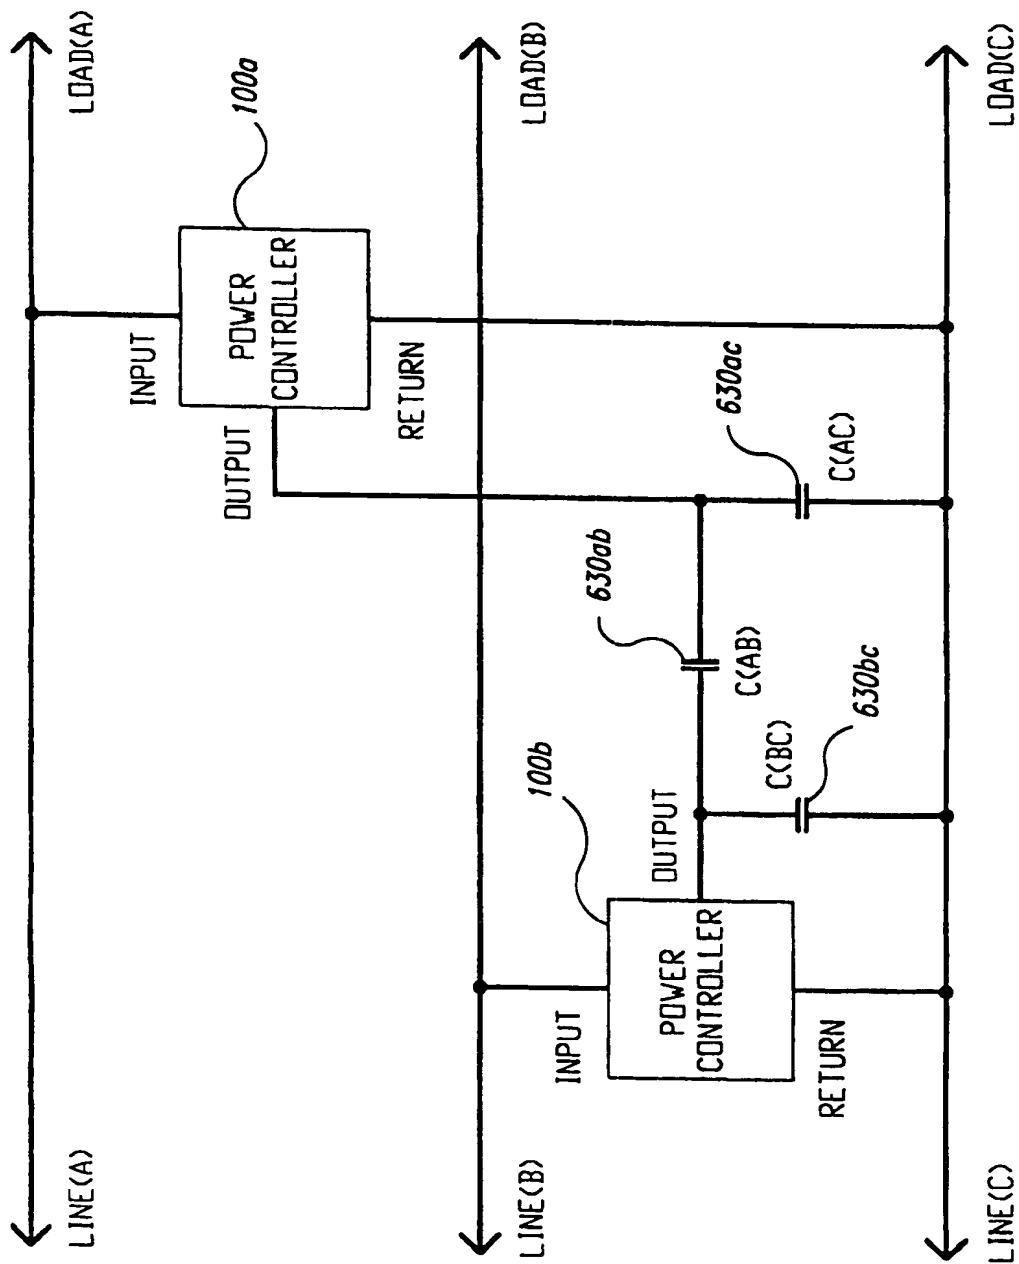 LINE(A)
LOAD(A)
INPUT
100a
POWER
CONTROLLER
OUTPUT
RETURN
LINE(B)
LOAD(B)
INPUT
100b
POWER
CONTROLLER
OUTPUT
RETURN
630ab
C(AB)
630ac
C(AC)
C(BC)
630bc
LINE(C)
LOAD(C)